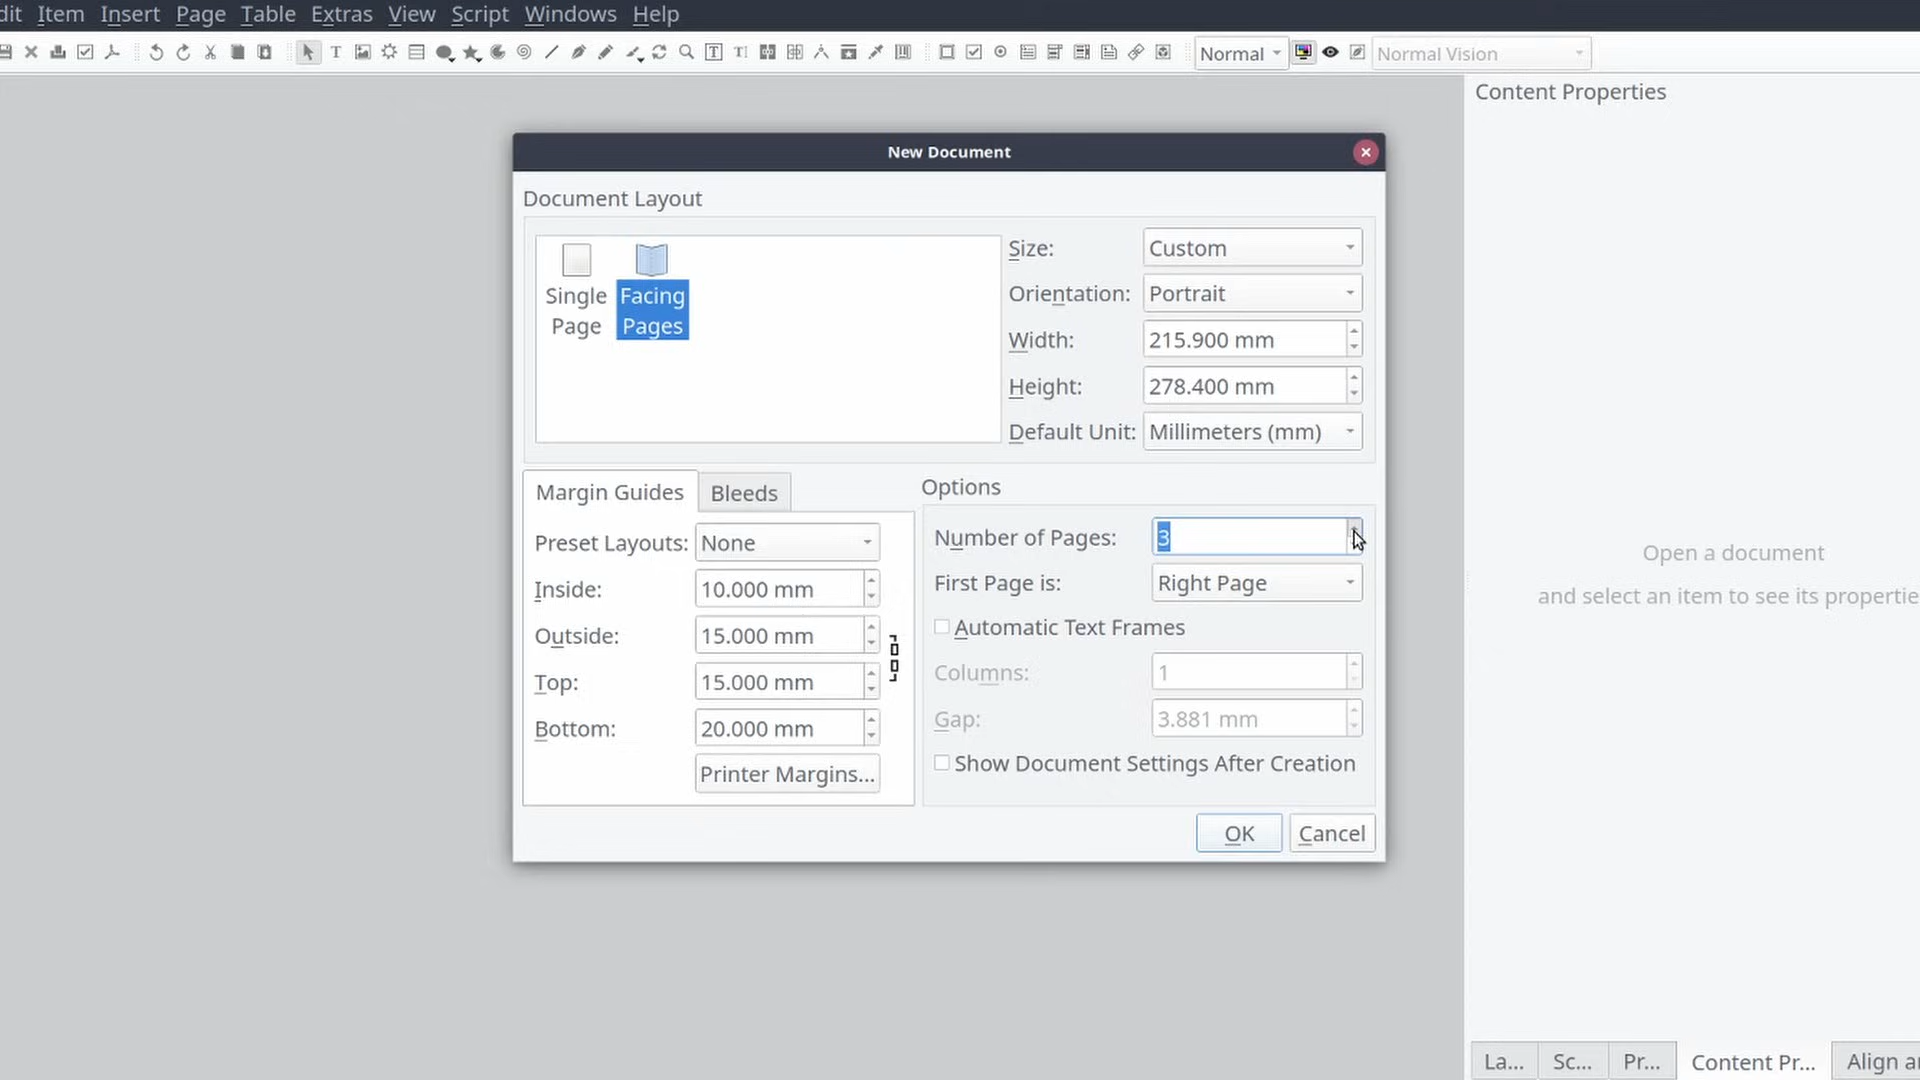 dit Item Insert Page Table Extras View Script Windows Help
Normal
Normal Vision
Content Properties
New Document
Document Layout
Single Page
Facing Pages
Size: Custom
Orientation: Portrait
Width: 215.900 mm
Height: 278.400 mm
Default Unit: Millimeters (mm)
Margin Guides
Bleeds
Preset Layouts: None
Inside: 10.000 mm
Outside: 15.000 mm
Top: 15.000 mm
Bottom: 20.000 mm
Printer Margins...
Options
Number of Pages: 3
First Page is: Right Page
Automatic Text Frames
Columns: 1
Gap: 3.881 mm
Show Document Settings After Creation
OK
Cancel
Open a document
and select an item to see its propertie
La... Sc... Pr... Content Pr... Align a